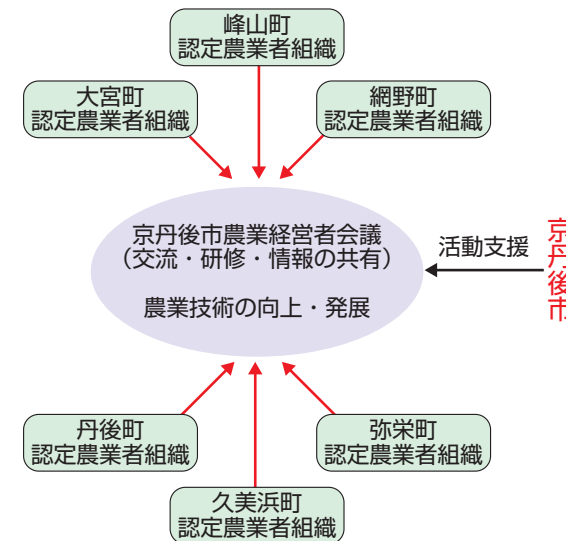 峰山町
認定農業者組織
大宮町
認定農業者組織
網野町
認定農業者組織
京丹後市農業経営者会議
（交流・研修・情報の共有）
農業技術の向上・発展
活動支援
京丹後市
丹後町
認定農業者組織
弥栄町
認定農業者組織
久美浜町
認定農業者組織